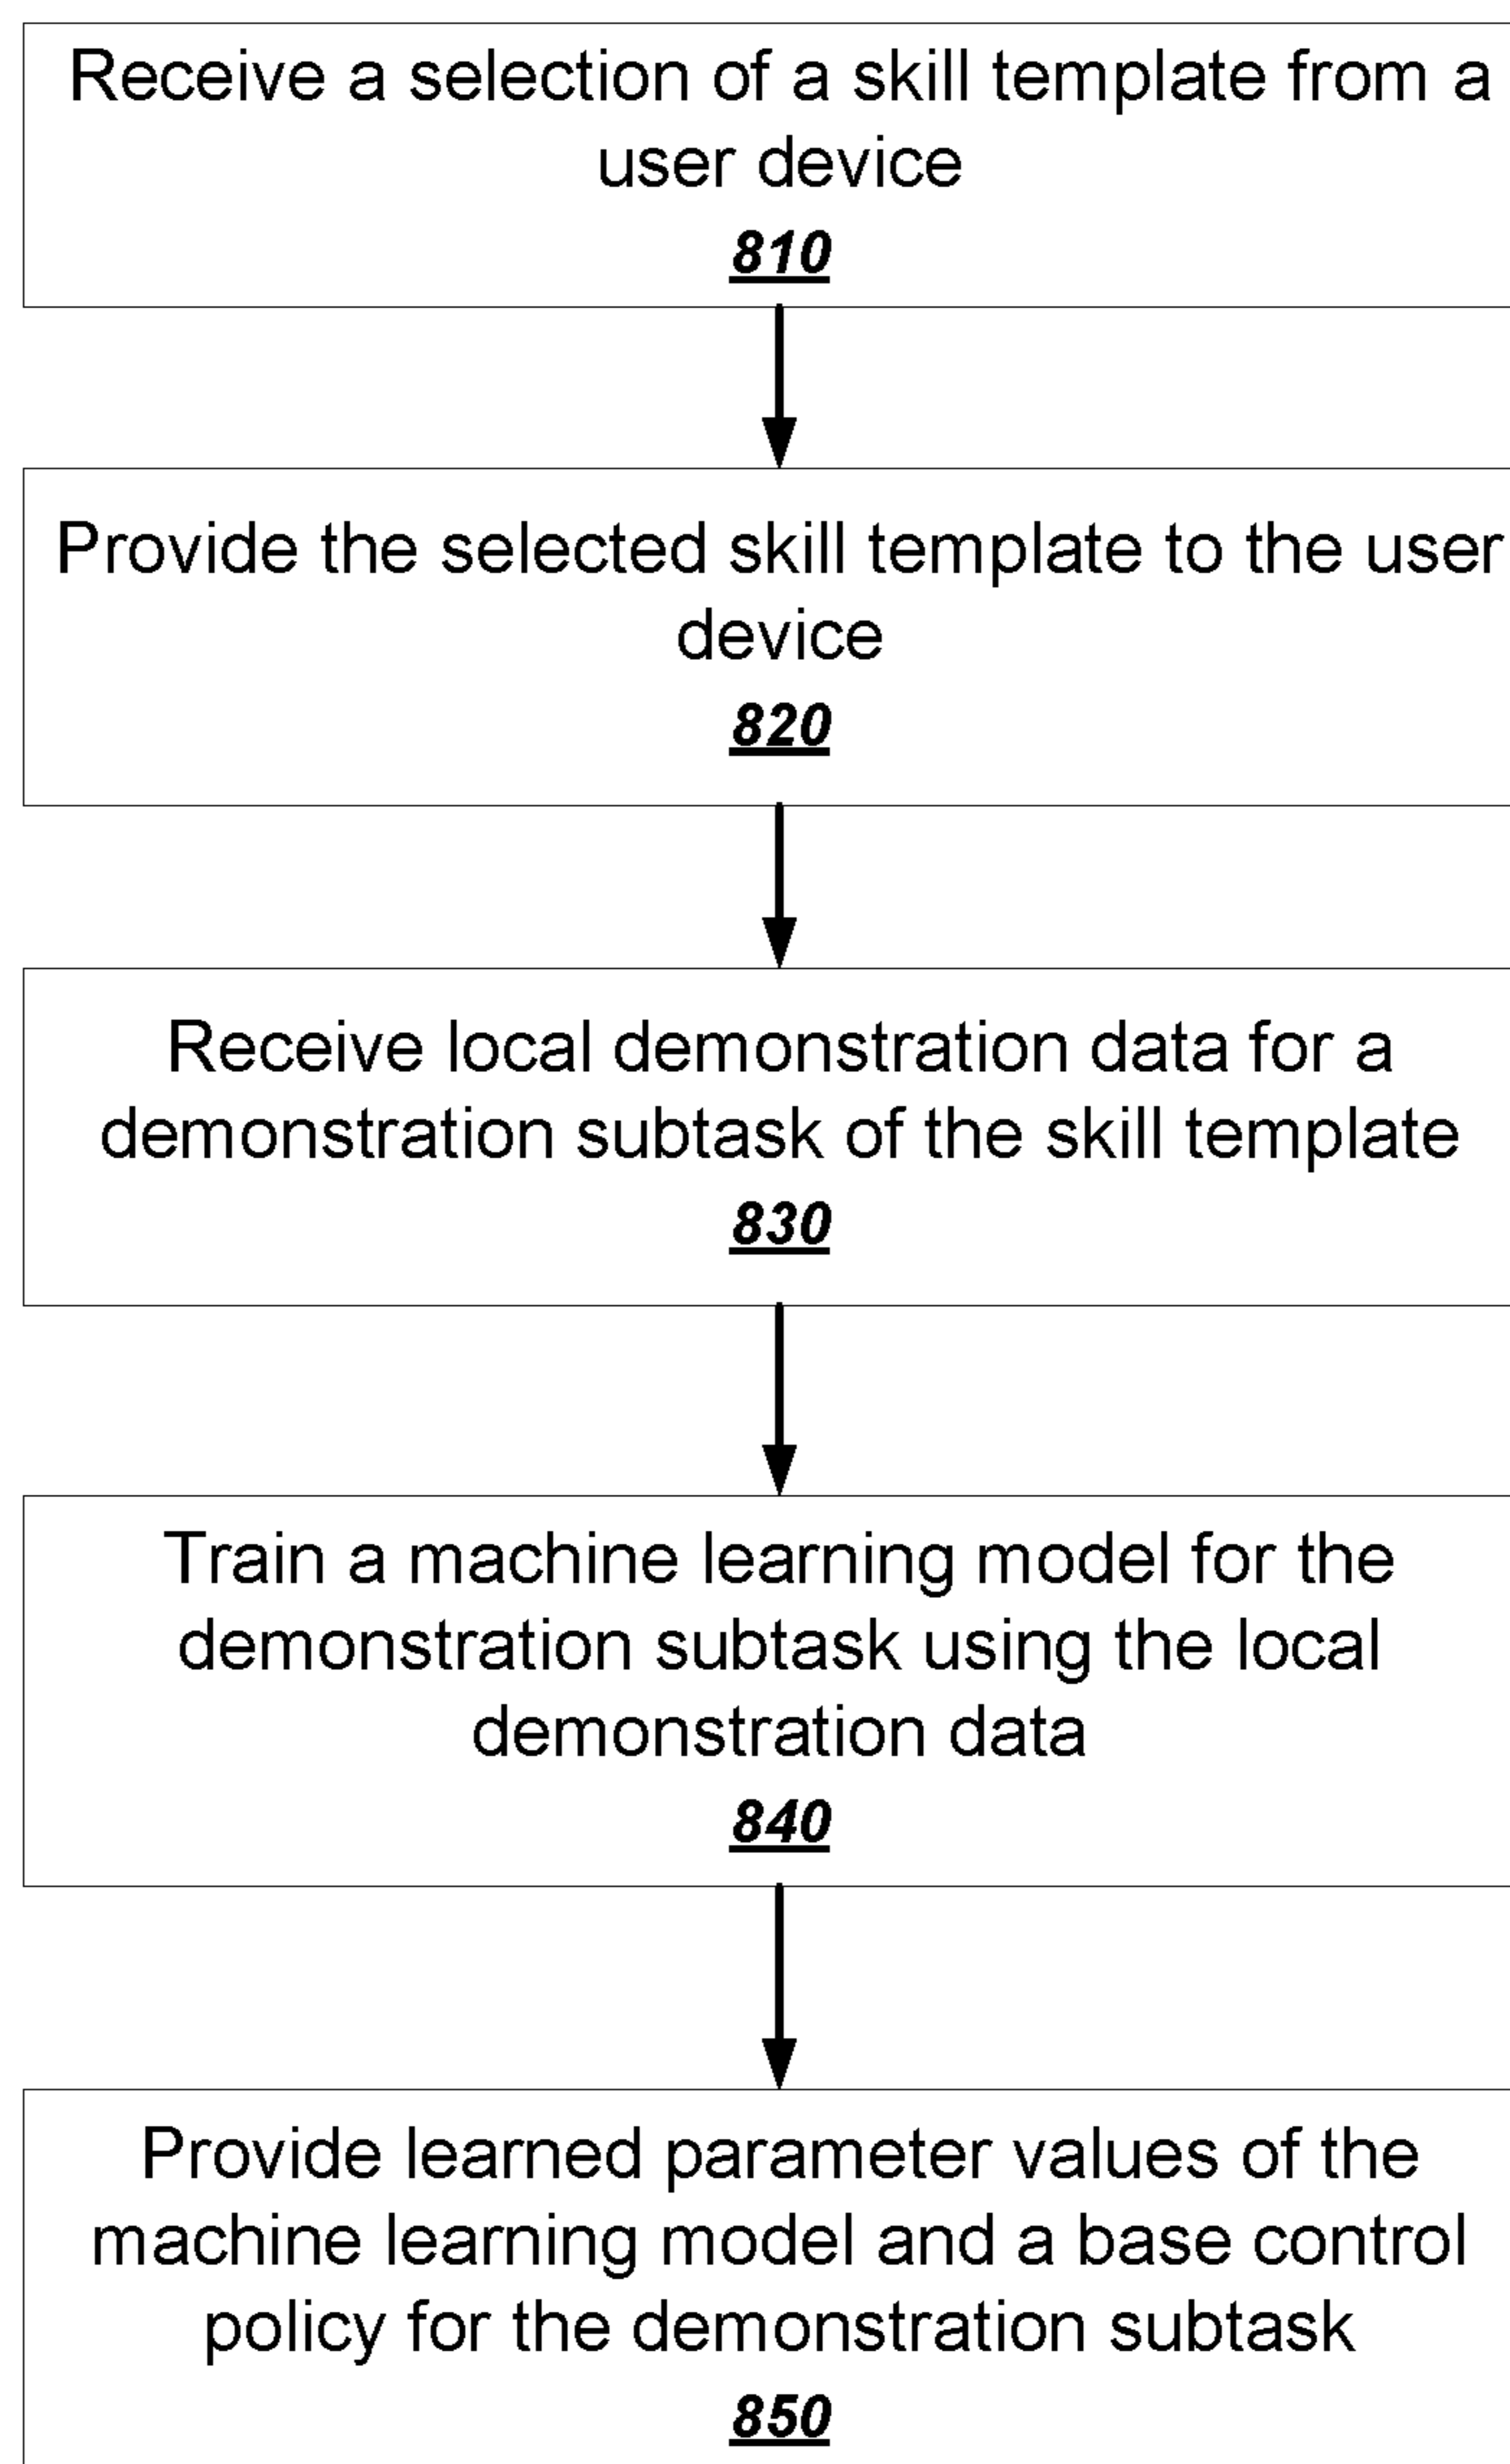 Receive a selection of a skill template from a
user device
810
Provide the selected skill template to the user
device
820
Receive local demonstration data for a
demonstration subtask of the skill template
830
Train a machine learning model for the
demonstration subtask using the local
demonstration data
840
Provide learned parameter values of the
machine learning model and a base control
policy for the demonstration subtask
850